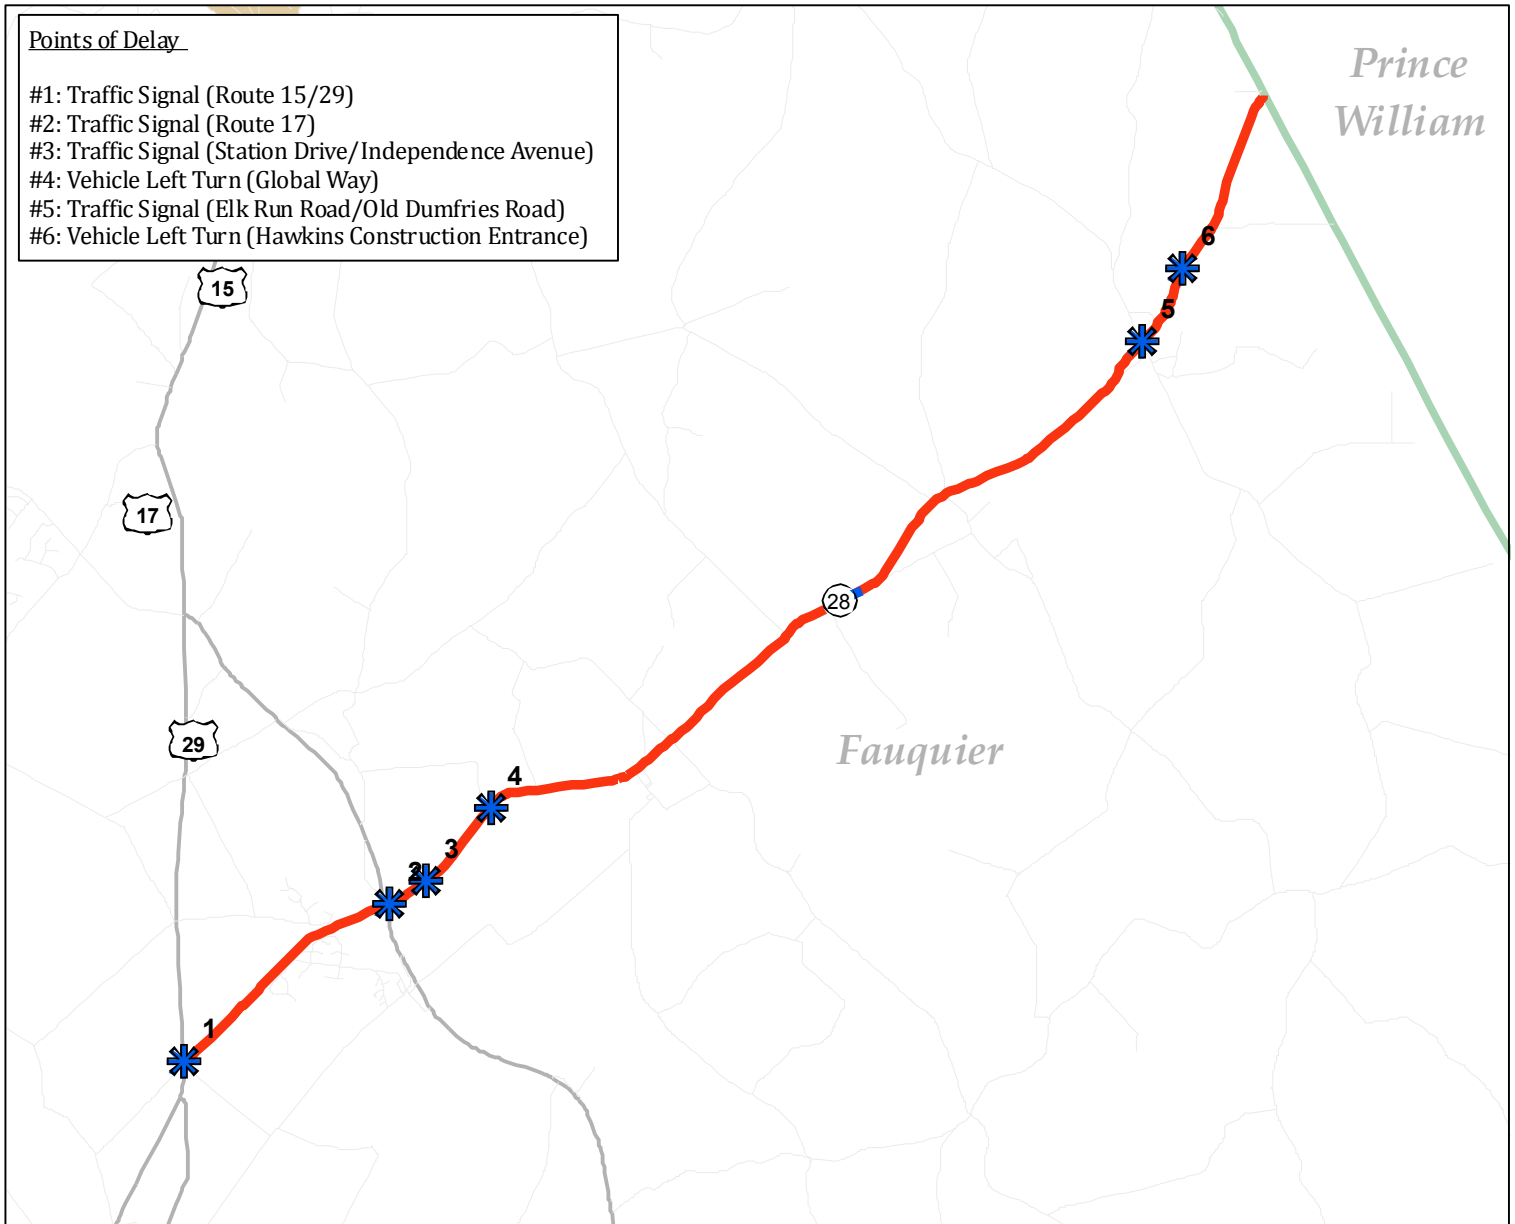 Points of Delay
#1: Traffic Signal (Route 15/29)
#2: Traffic Signal (Route 17)
#3: Traffic Signal (Station Drive/Independence Avenue)
#4: Vehicle Left Turn (Global Way)
#5: Traffic Signal (Elk Run Road/Old Dumfries Road)
#6: Vehicle Left Turn (Hawkins Construction Entrance)
Prince
William
6
15
5
17
28
29
Fauquier
4
3
2
1